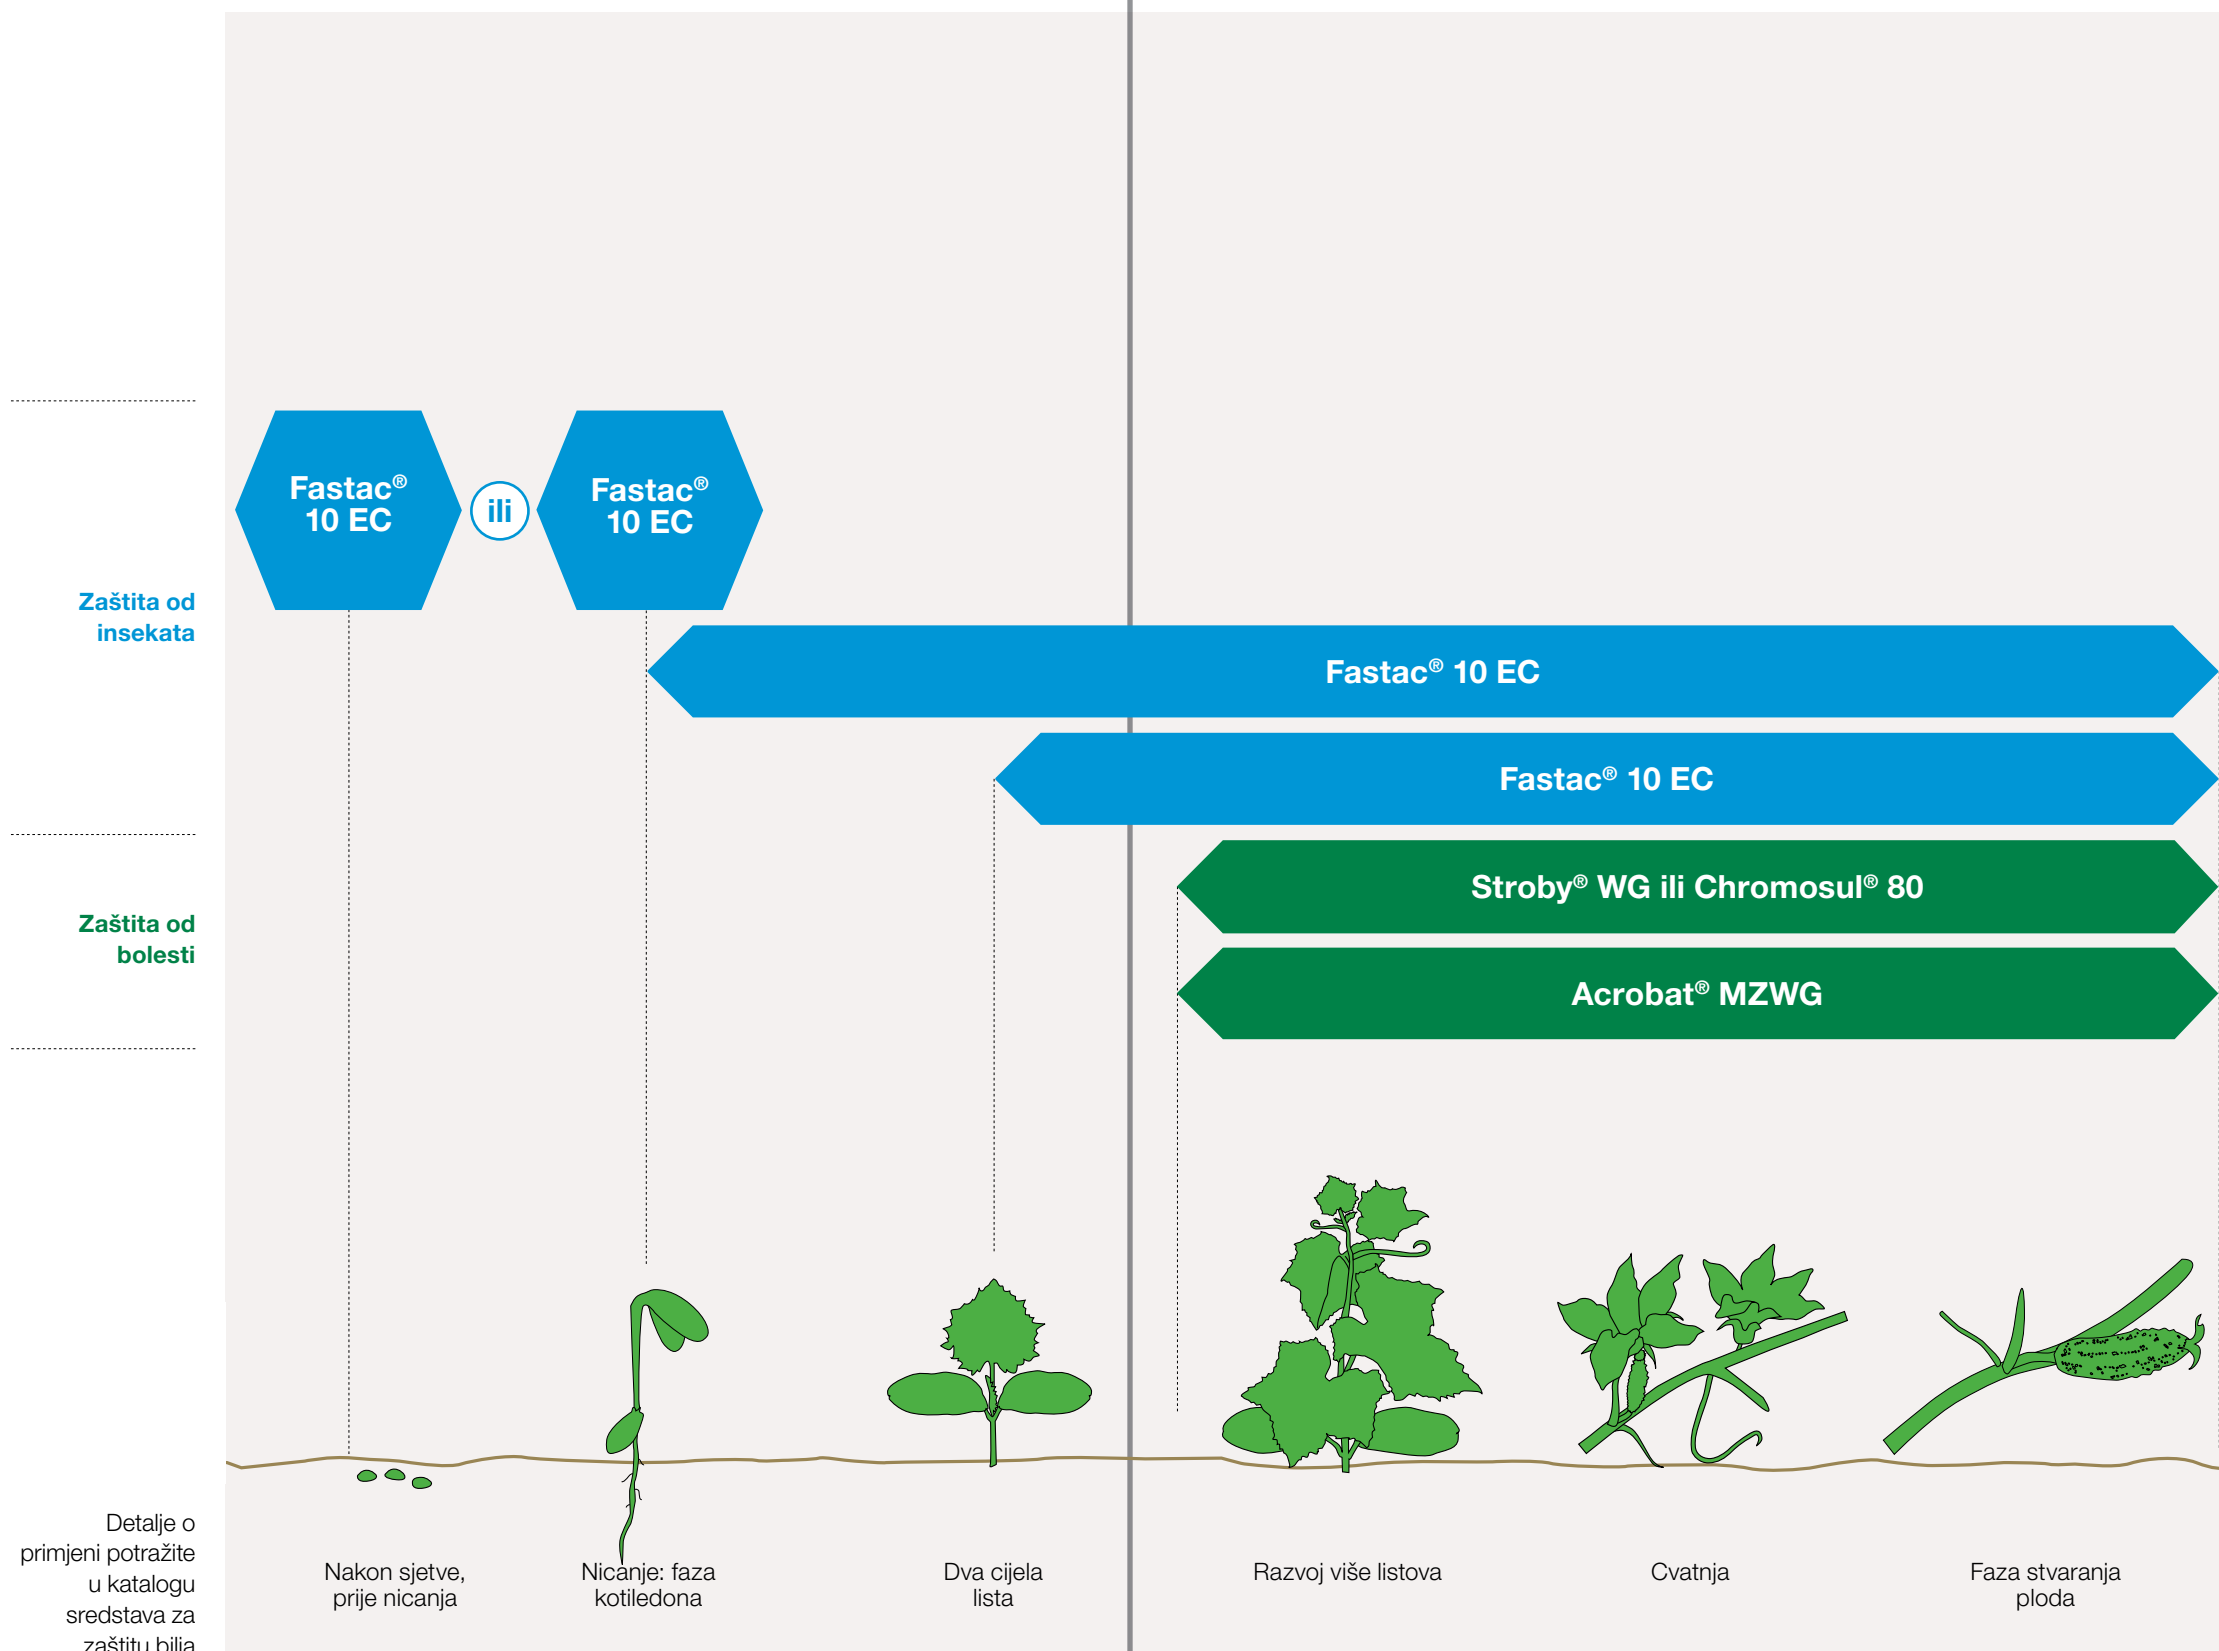 Fastac®
10 EC
ili
Fastac®
10 EC
Zaštita od
insekata
Fastac® 10 EC
Fastac® 10 EC
Zaštita od
bolesti
Stroby® WG ili Chromosul® 80
Acrobat® MZWG
Detalje o
primjeni potražite
u katalogu
sredstava za
zaštitu bilja
Nakon sjetve,
prije nicanja
Nicanje: faza
kotiledona
Dva cijela
lista
Razvoj više listova
Cvatnja
Faza stvaranja
ploda